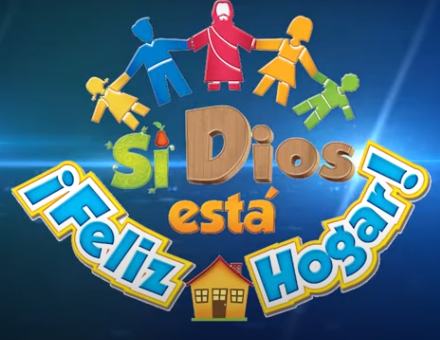 Si Dios
está
¡Feliz Hogar!